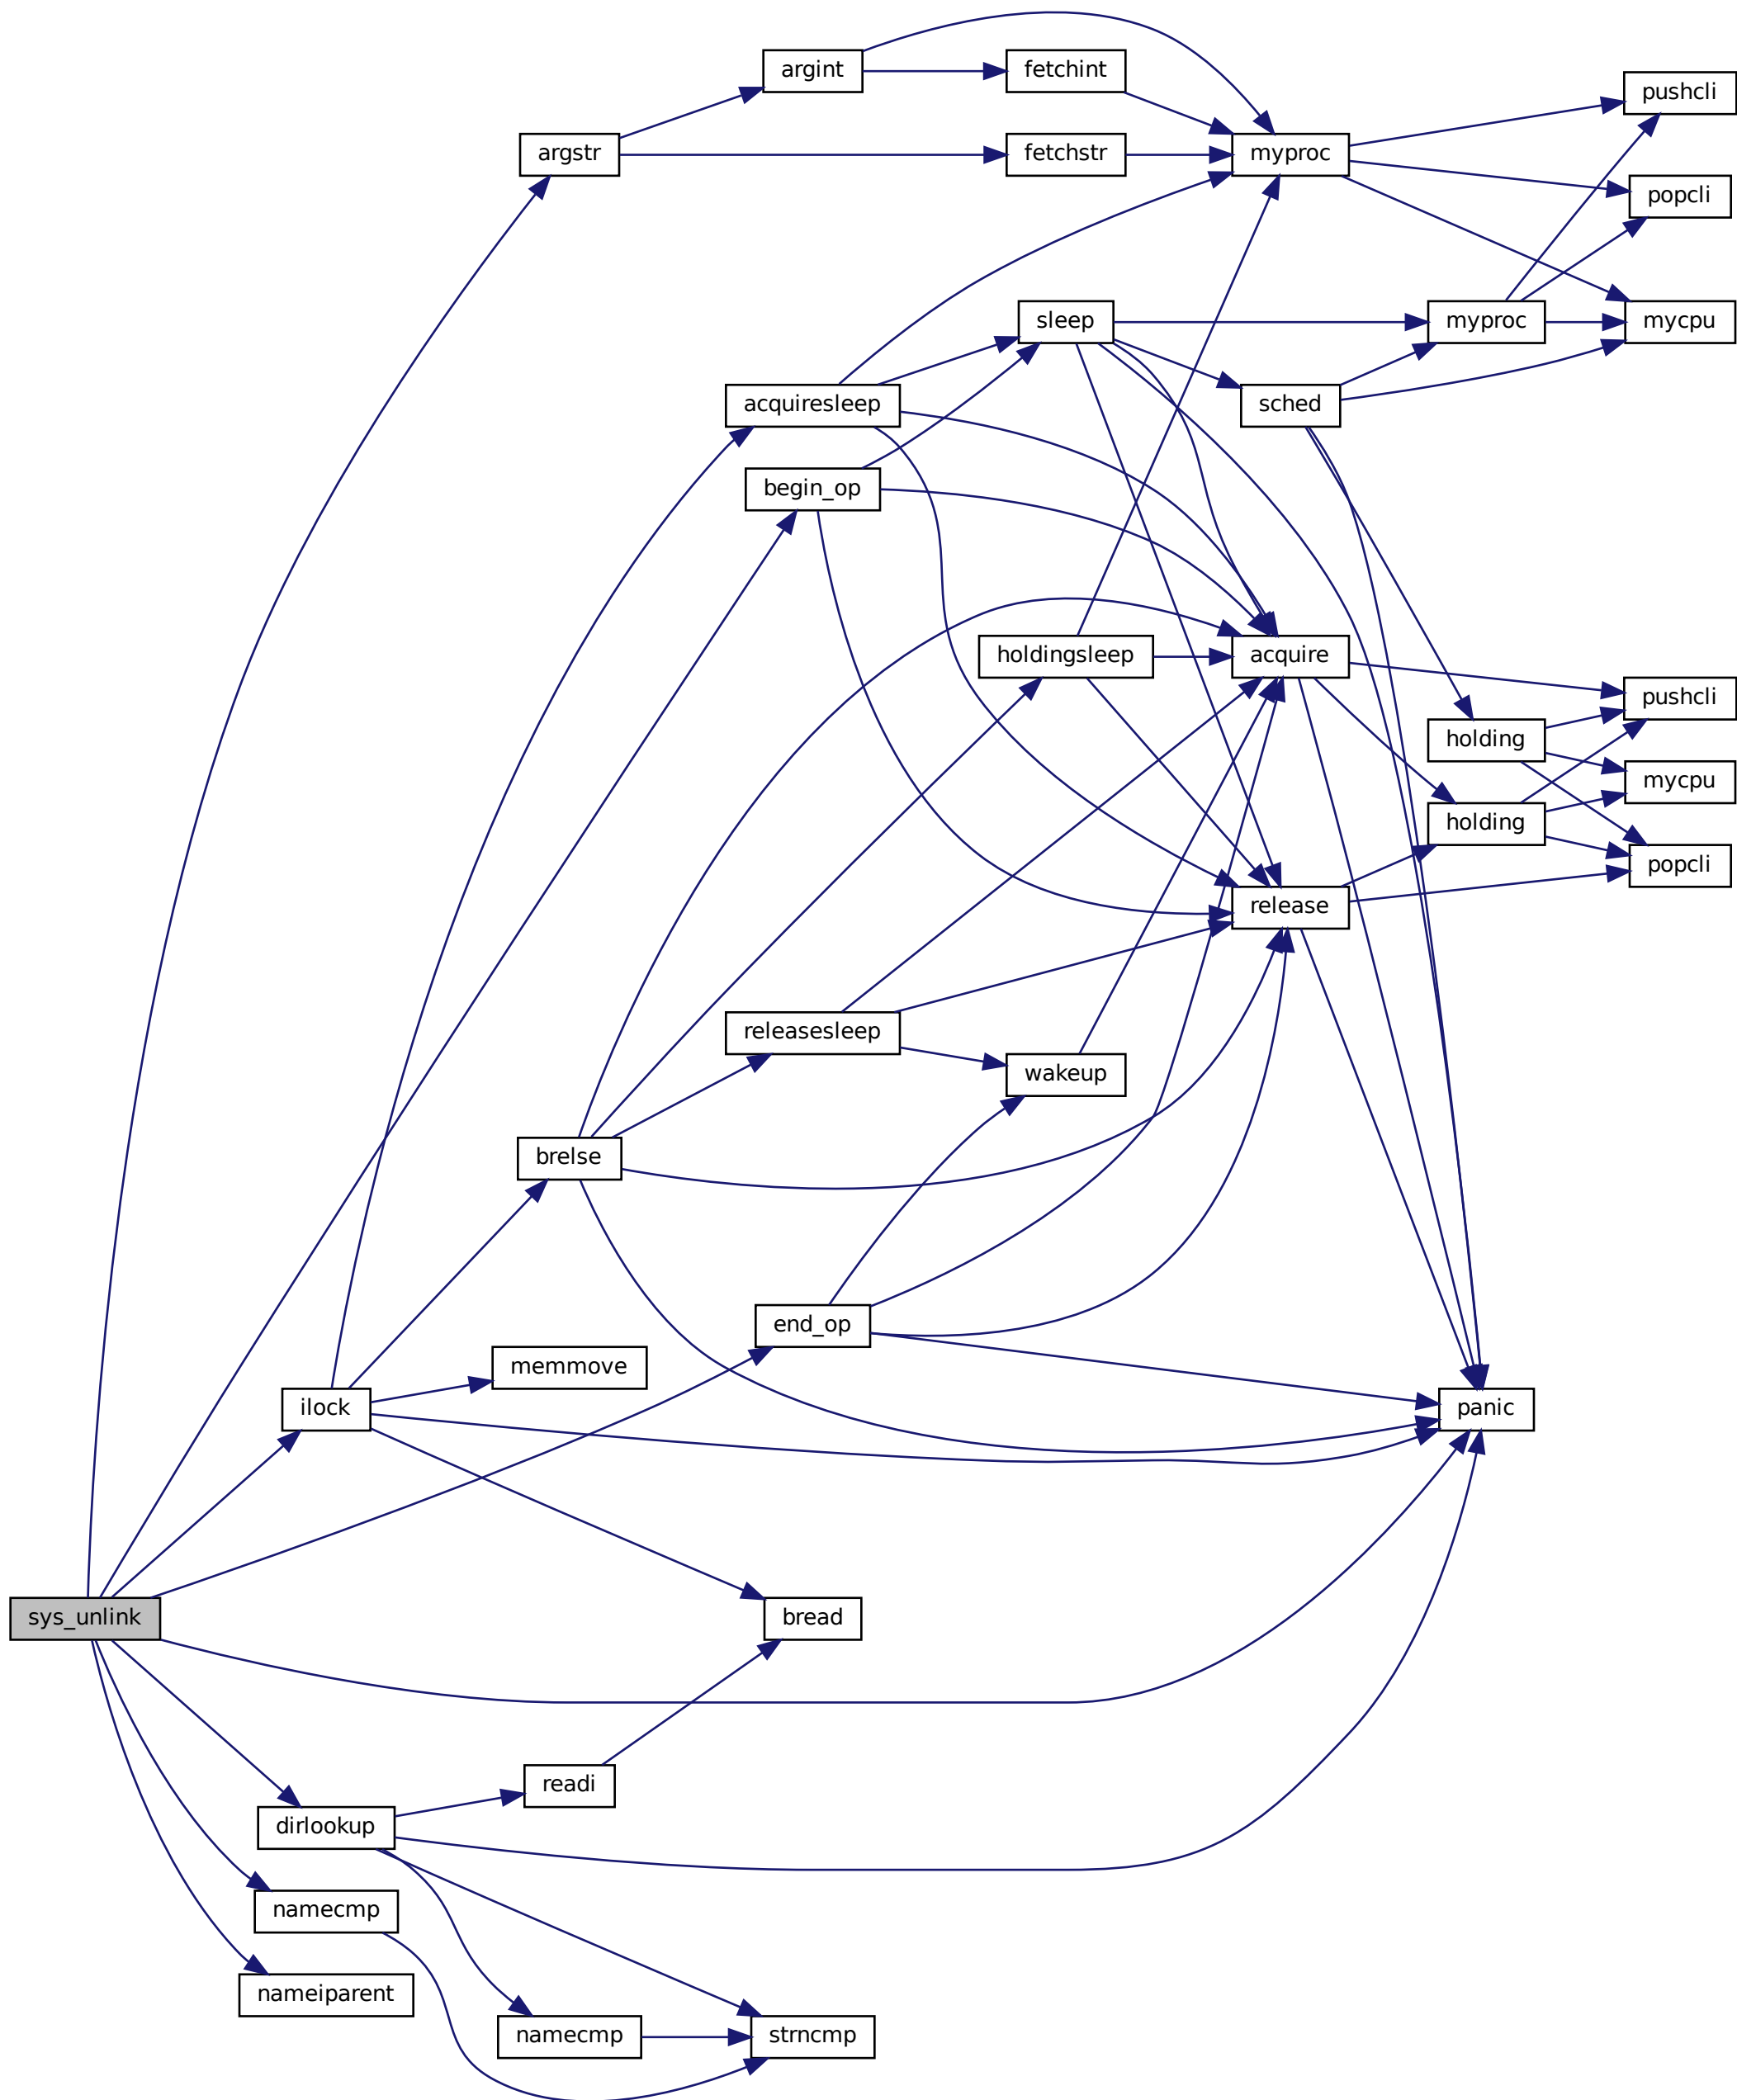 argint
fetchint
pushcli
argstr
fetchstr
myproc
popcli
sleep
myproc
mycpu
acquiresleep
sched
begin_op
holdingsleep
acquire
pushcli
holding
mycpu
holding
popcli
release
releasesleep
wakeup
brelse
end_op
memmove
ilock
panic
sys_unlink
bread
readi
dirlookup
namecmp
nameiparent
namecmp
strncmp